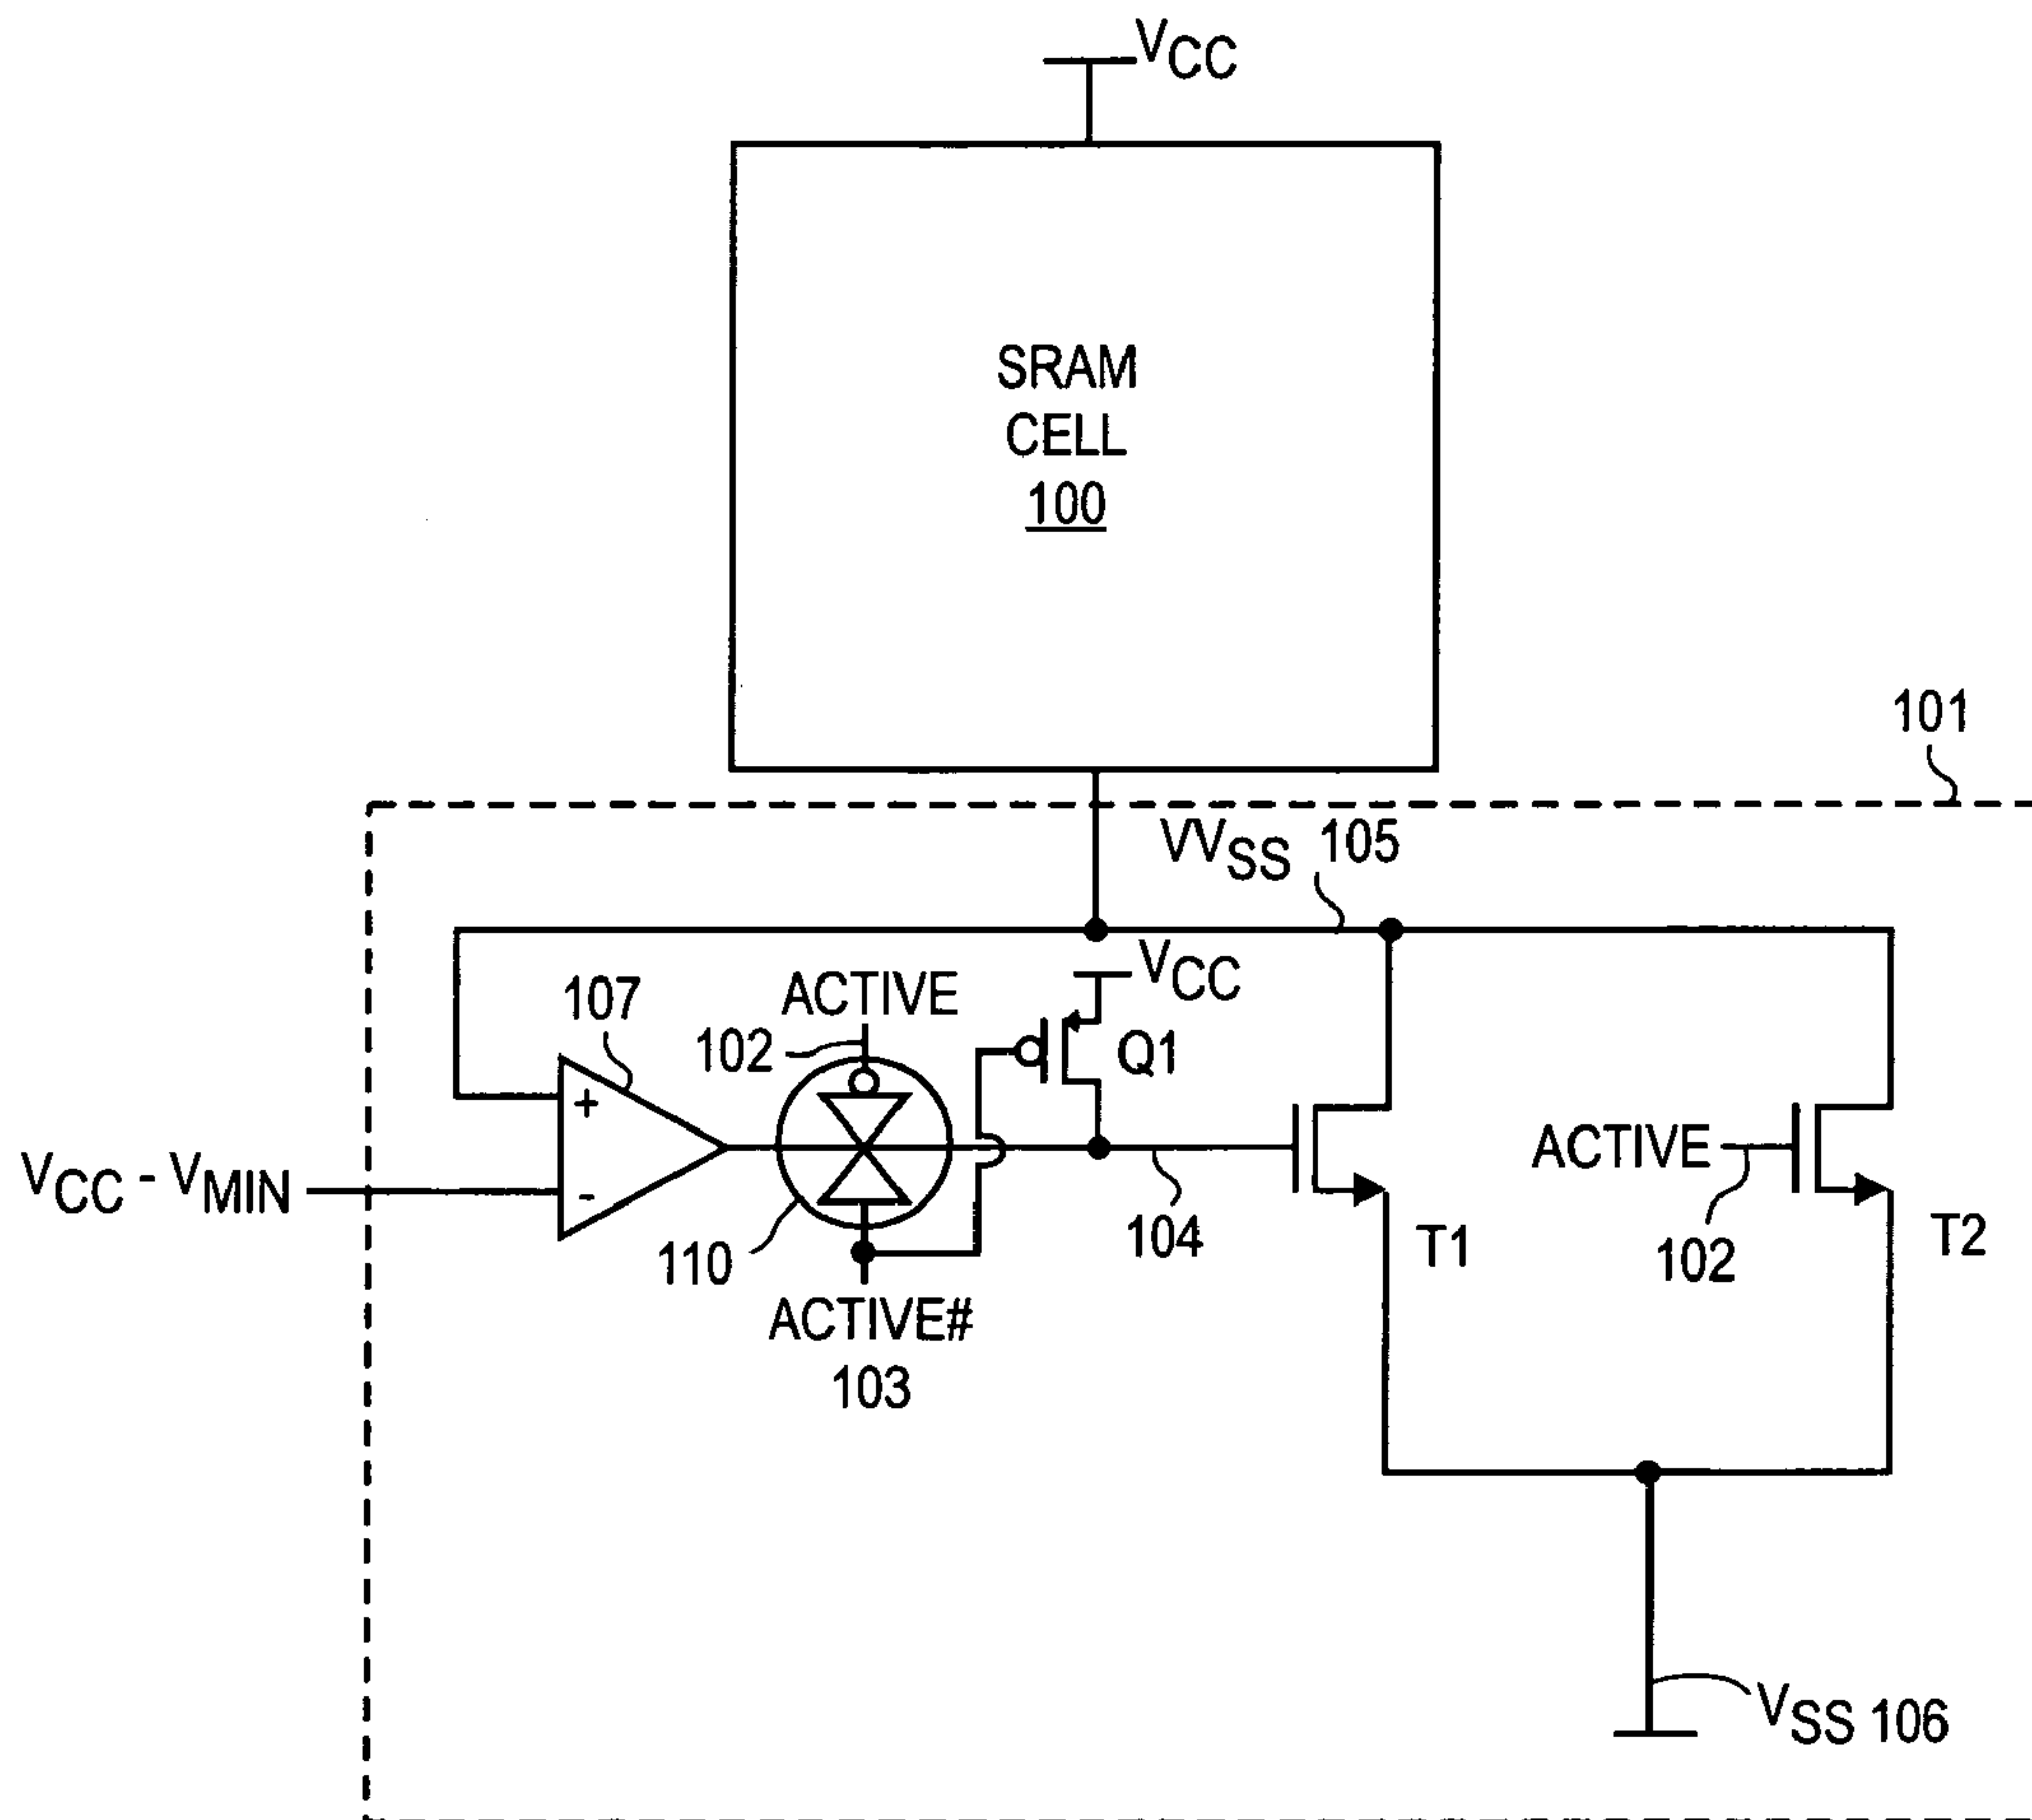 VCC
SRAM
CELL
100
101
VVSS 105
VCC
107
ACTIVE
102
Q1
+
-
VCC - VMIN
110
ACTIVE#
103
104
T1
ACTIVE
102
T2
VSS 106